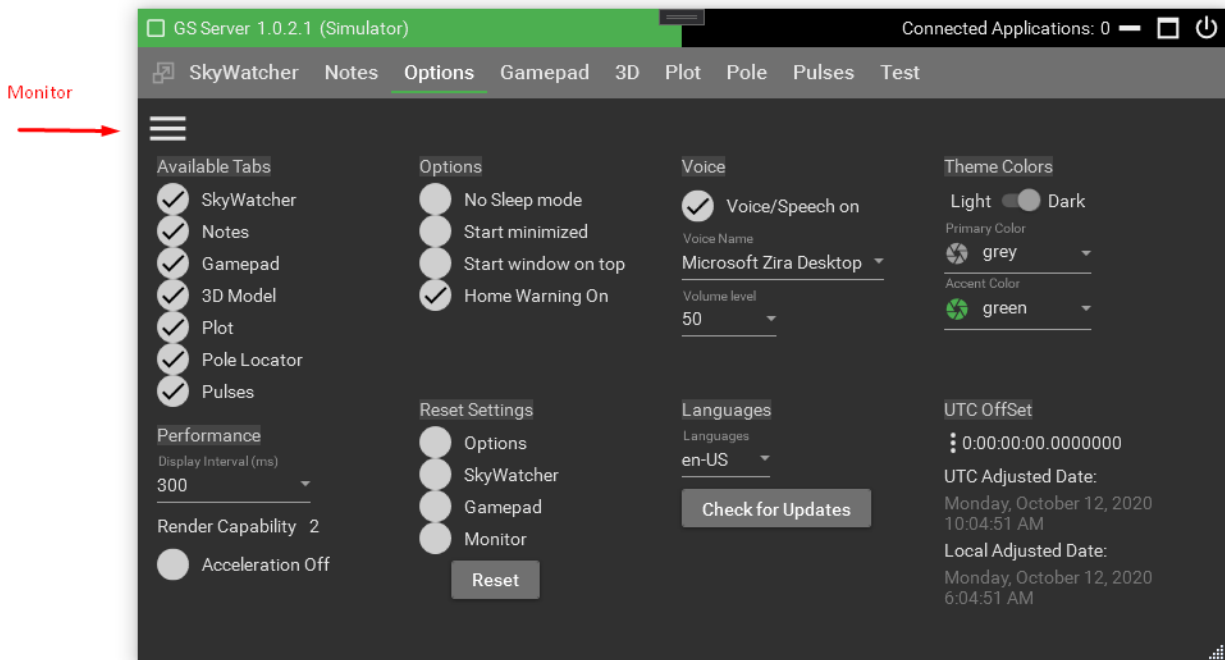 GS Server 1.0.2.1 (Simulator)
Connected Applications: 0
SkyWatcher Notes Options Gamepad 3D Plot Pole Pulses Test
Monitor
Available Tabs
SkyWatcher
Notes
Gamepad
3D Model
Plot
Pole Locator
Pulses
Performance
Display Interval (ms)
300
Render Capability 2
Acceleration Off
Options
No Sleep mode
Start minimized
Start window on top
Home Warning On
Reset Settings
Options
SkyWatcher
Gamepad
Monitor
Reset
Voice
Voice/Speech on
Voice Name
Microsoft Zira Desktop
Volume level
50
Languages
Languages
en-US
Check for Updates
Theme Colors
Light Dark
Primary Color
grey
Accent Color
green
UTC OffSet
0:00:00:00.0000000
UTC Adjusted Date:
Monday, October 12, 2020
10:04:51 AM
Local Adjusted Date:
Monday, October 12, 2020
6:04:51 AM